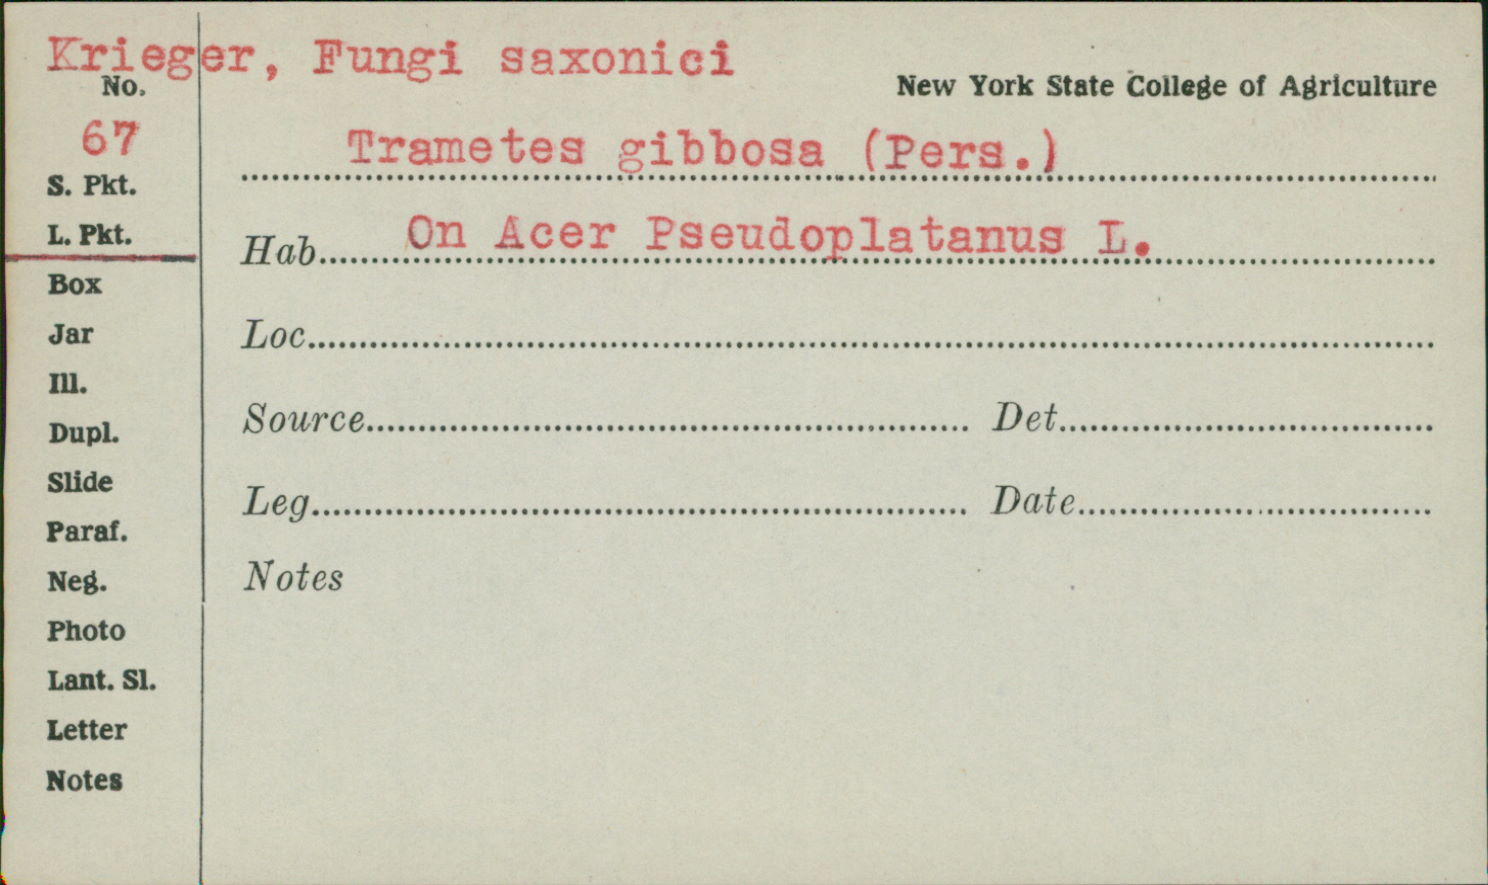 Krieger, Fungi saxonici
No.
New York State College of Agriculture
67
Trametes gibbosa (Pers.)
S. Pkt.
L. Pkt.
Hab. On Acer Pseudoplatanus L.
Box
Jar
Loc.
Ill.
Dupl.
Source Det.
Slide
Leg. Date
Paraf.
Neg.
Notes
Photo
Lant. Sl.
Letter
Notes